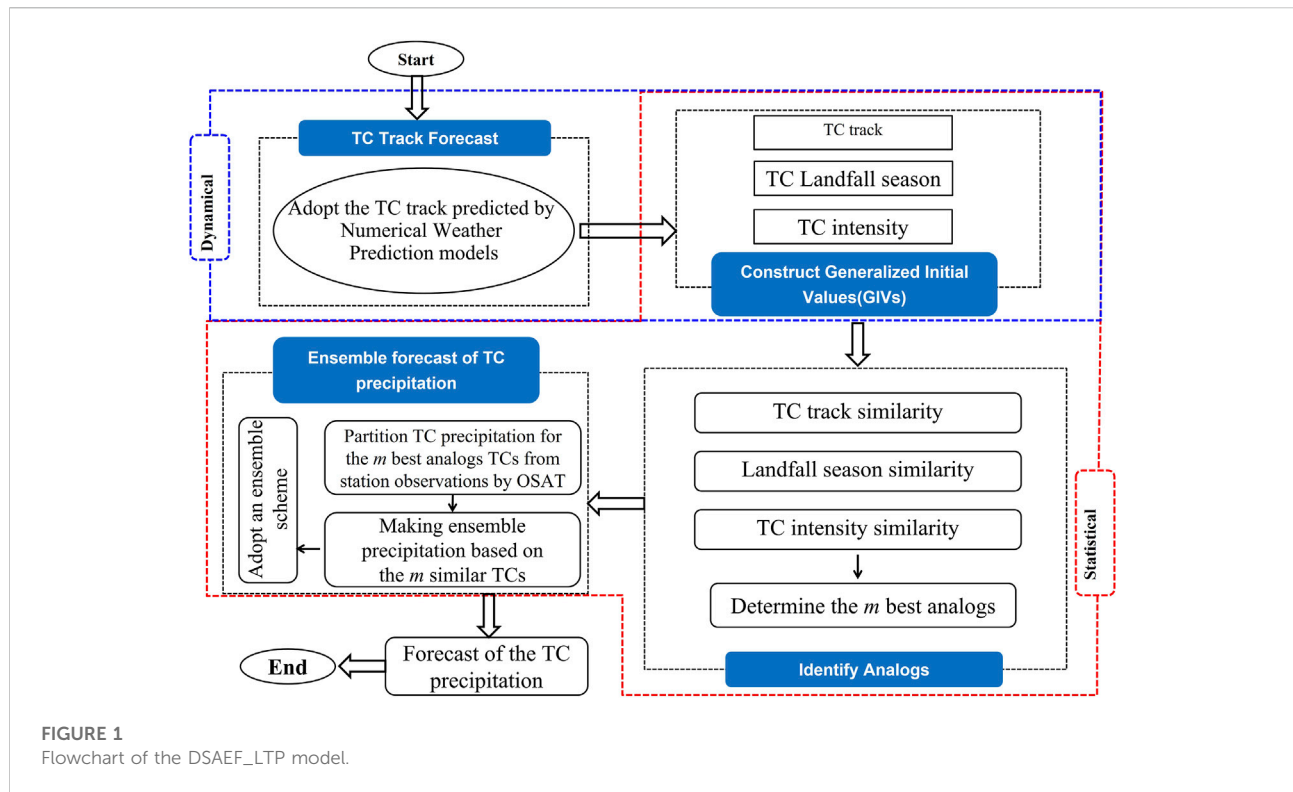 Start
Dynamical
TC Track Forecast
Adopt the TC track predicted by
Numerical Weather
Prediction models
TC track
TC Landfall season
TC intensity
Construct Generalized Initial
Values(GIVs)
Ensemble forecast of TC
precipitation
Adopt an ensemble
scheme
Partition TC precipitation for
the m best analogs TCs from
station observations by OSAT
Making ensemble
precipitation based on
the m similar TCs
TC track similarity
Landfall season similarity
TC intensity similarity
Determine the m best analogs
Identify Analogs
Statistical
End
Forecast of the TC
precipitation
FIGURE 1
Flowchart of the DSAEF_LTP model.